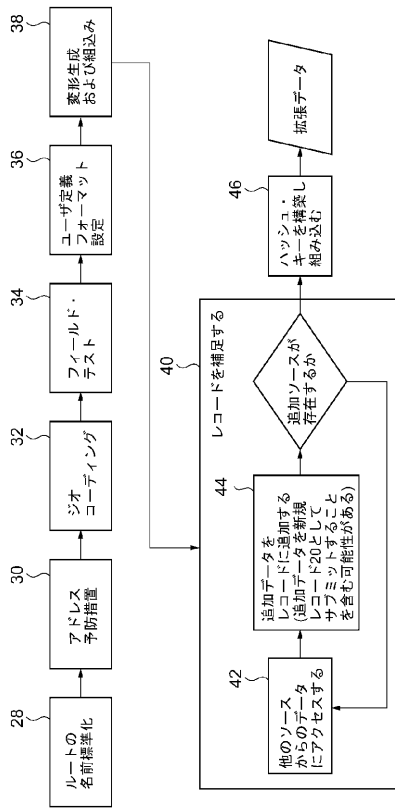 28
ルートの
名前標準化
30
アドレス
予防措置
32
ジオ
コーディング
34
フィールド・
テスト
36
ユーザ定義
フォーマット
設定
38
変形生成
および組込み
40
レコードを補足する
42
他のソース
からのデータ
にアクセスする
44
追加データを
レコードに追加する
(追加データを新規
レコード20として
サブミットすること
を含む可能性がある)
追加ソースが
存在するか
46
ハッシュ・
キーを構築し
組み込む
拡張データ